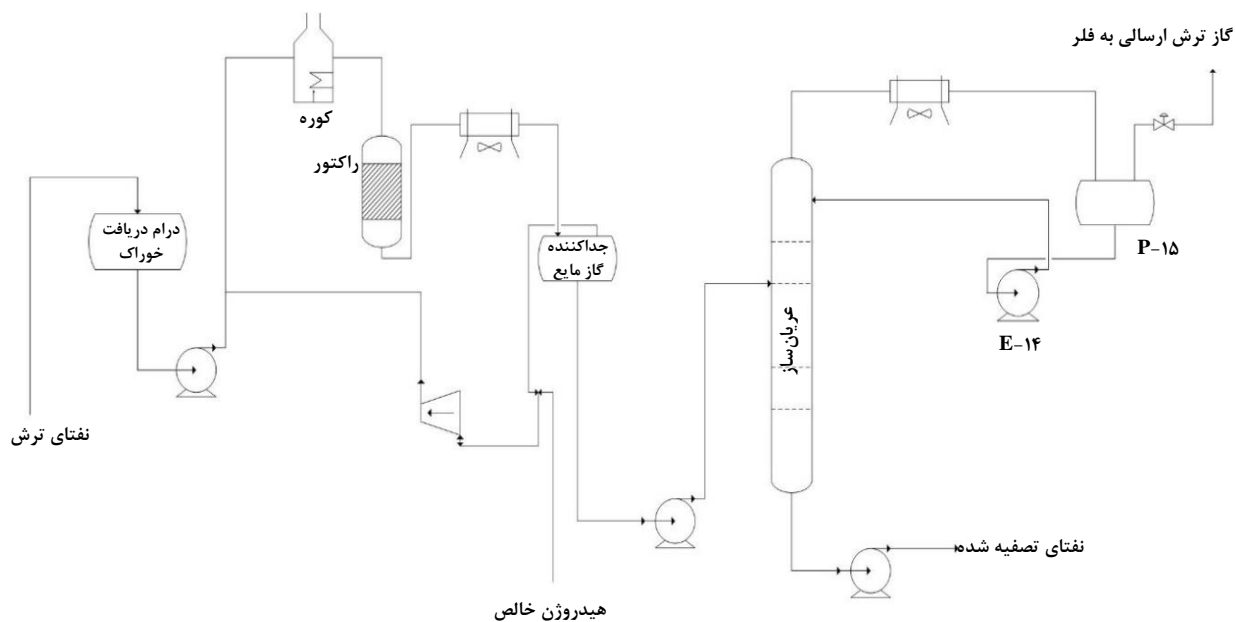 گاز ترش ارسالی به فلر
کوره
راکتور
درام دریافت
خوراک
جداکننده
گاز مایع
P-۱۵
عریان‌ساز
E-۱۴
نفتای ترش
نفتای تصفیه شده
هیدروژن خالص